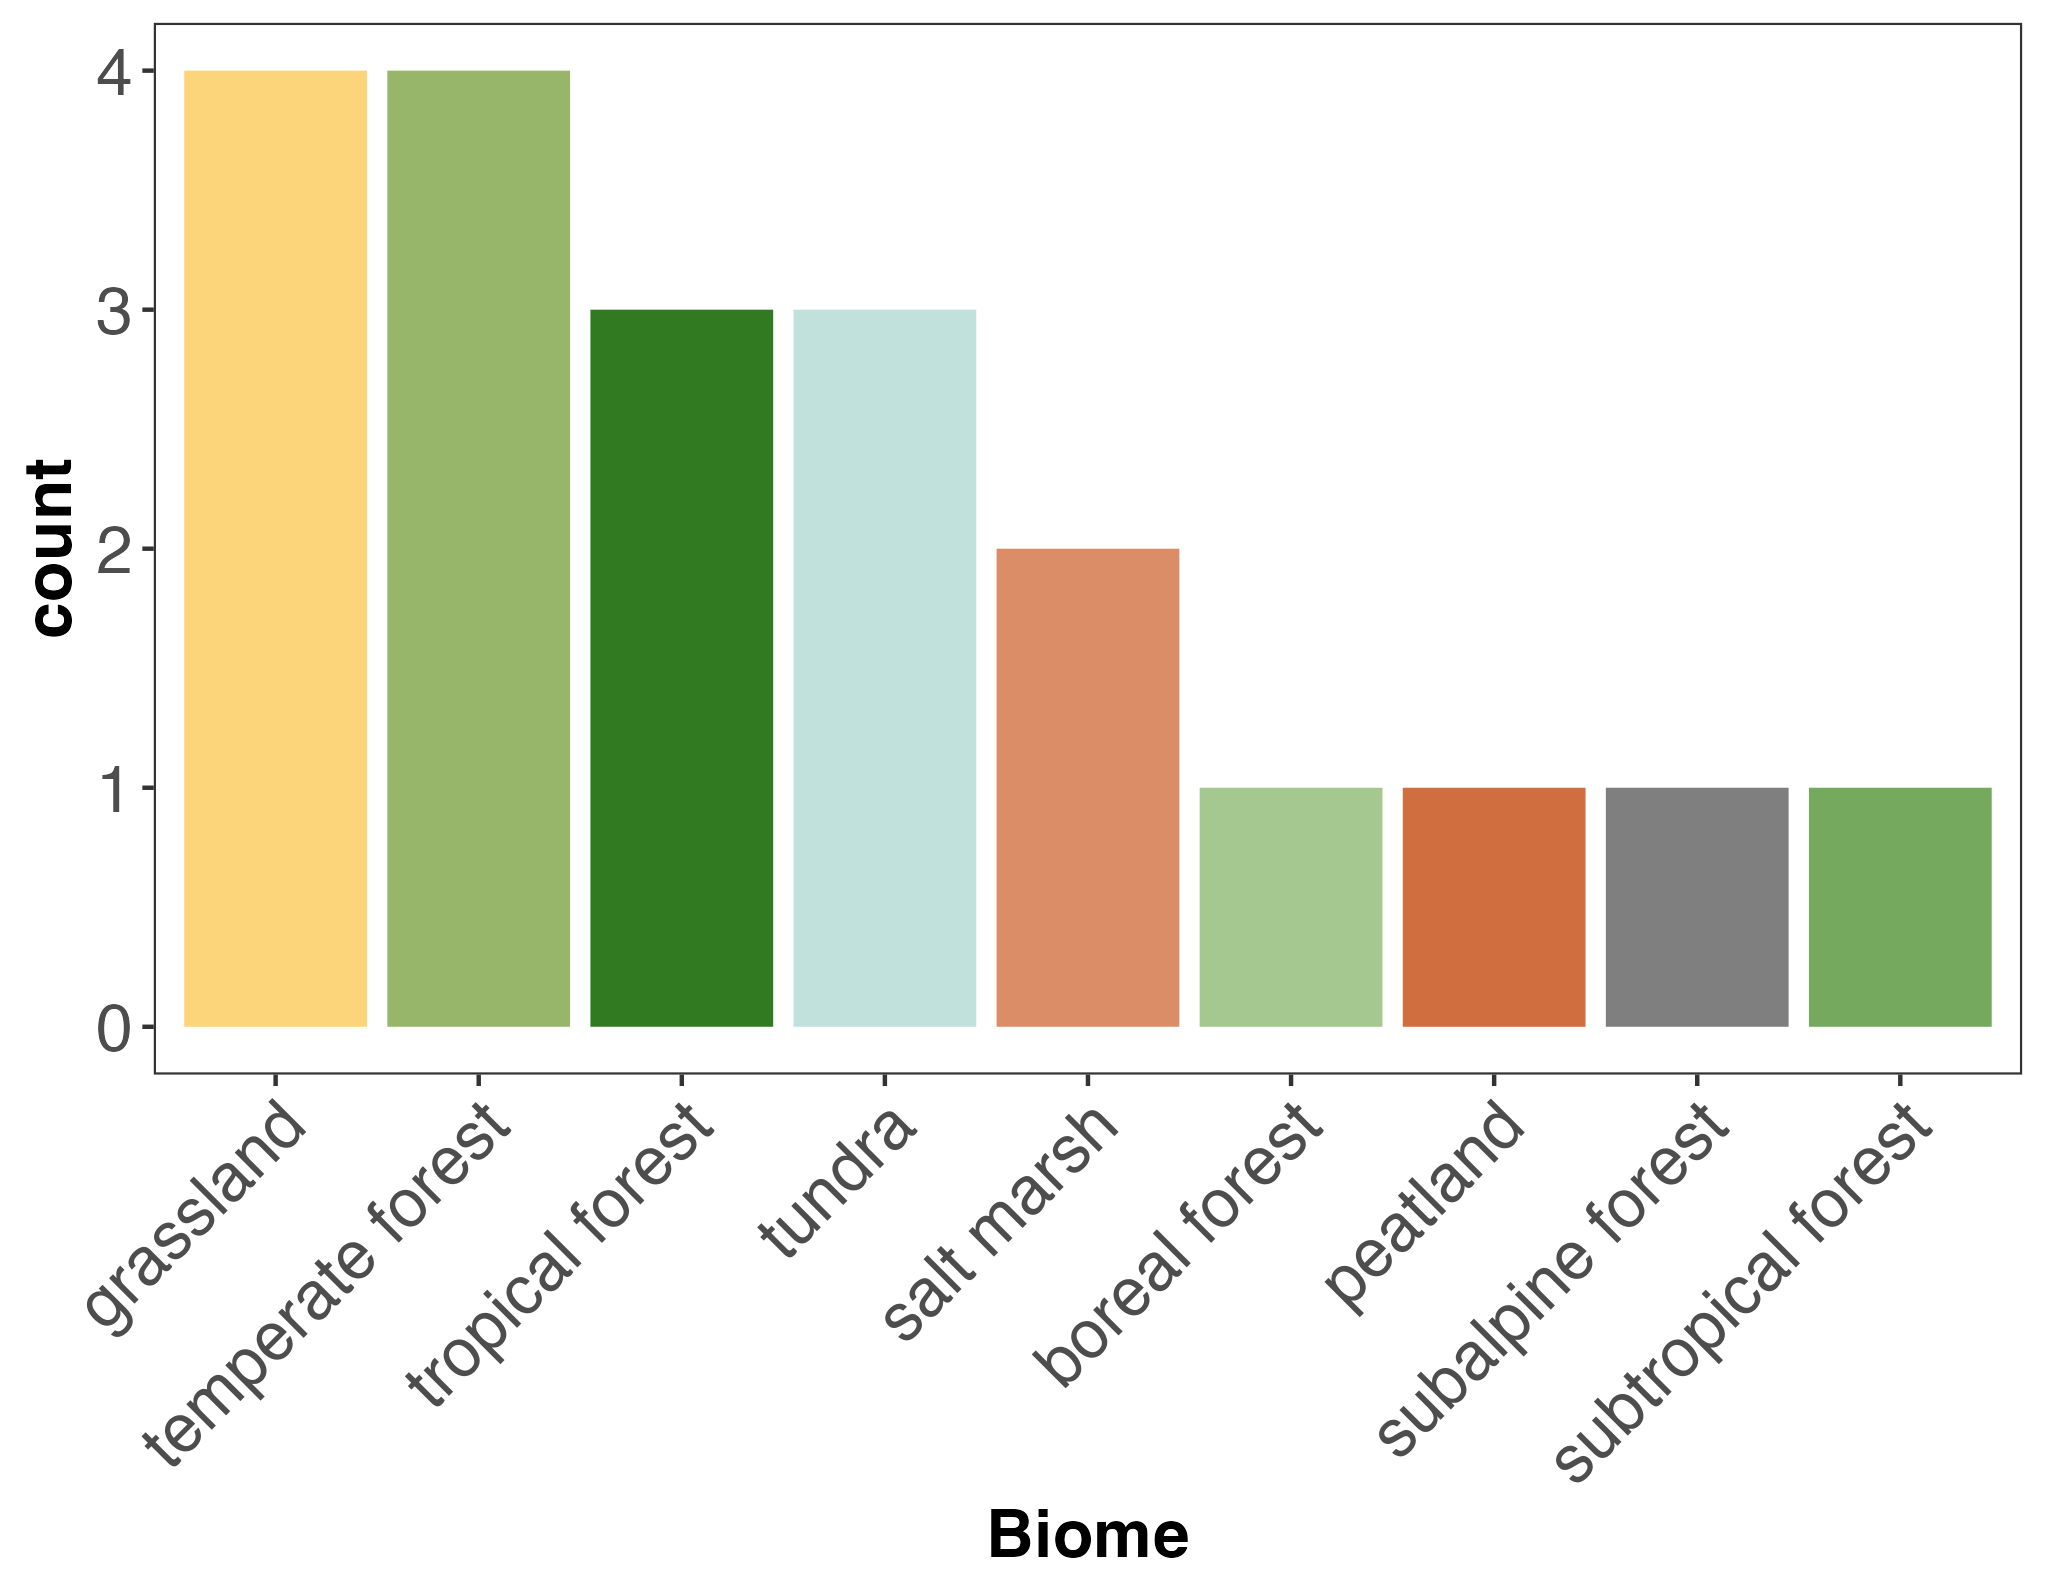 count
4
3
2
1
0
grassland
temperate forest
tropical forest
tundra
salt marsh
boreal forest
peatland
subalpine forest
subtropical forest
Biome